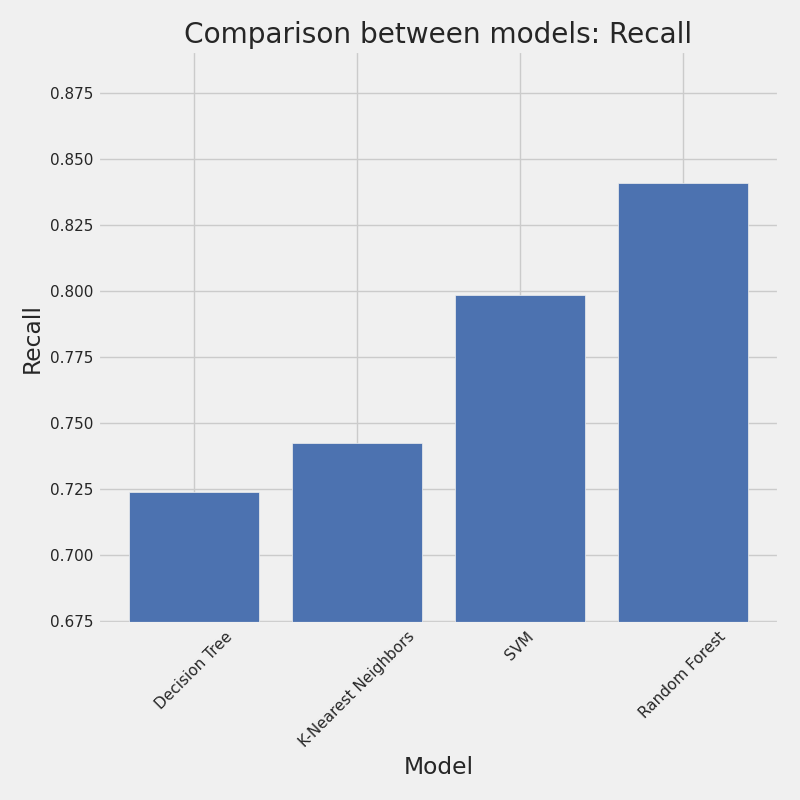 Comparison between models: Recall
0.875
0.850
0.825
0.800
0.775
0.750
0.725
0.700
0.675
Recall
Decision Tree
K-Nearest Neighbors
SVM
Random Forest
Model